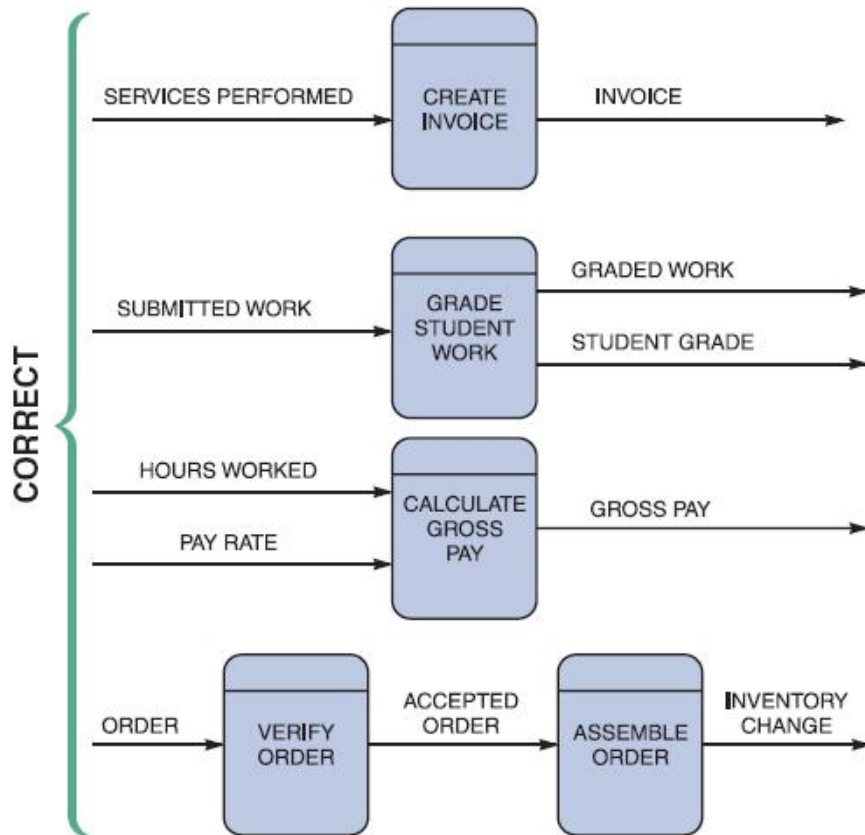 CORRECT
SERVICES PERFORMED
CREATE
INVOICE
INVOICE
SUBMITTED WORK
GRADE
STUDENT
WORK
GRADED WORK
STUDENT GRADE
HOURS WORKED
PAY RATE
CALCULATE
GROSS
PAY
GROSS PAY
ORDER
VERIFY
ORDER
ACCEPTED
ORDER
ASSEMBLE
ORDER
INVENTORY
CHANGE